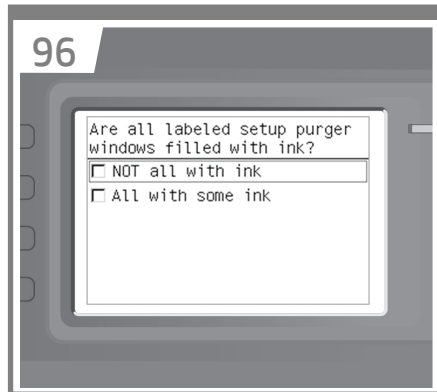 96
Are all labeled setup purger
windows filled with ink?
NOT all with ink
All with some ink